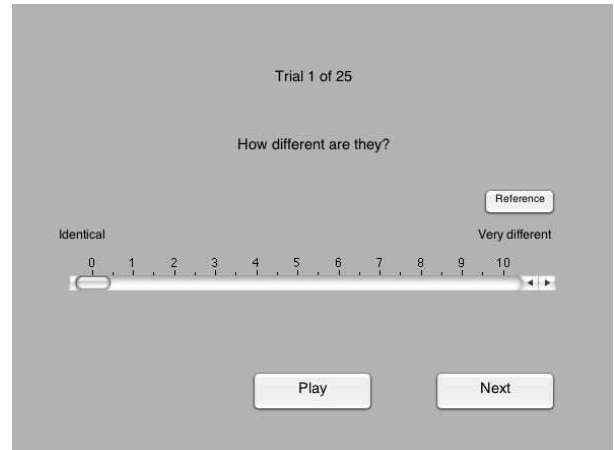 Trial 1 of 25
How different are they?
Reference
Identical Very different
0 1 2 3 4 5 6 7 8 9 10
Play Next